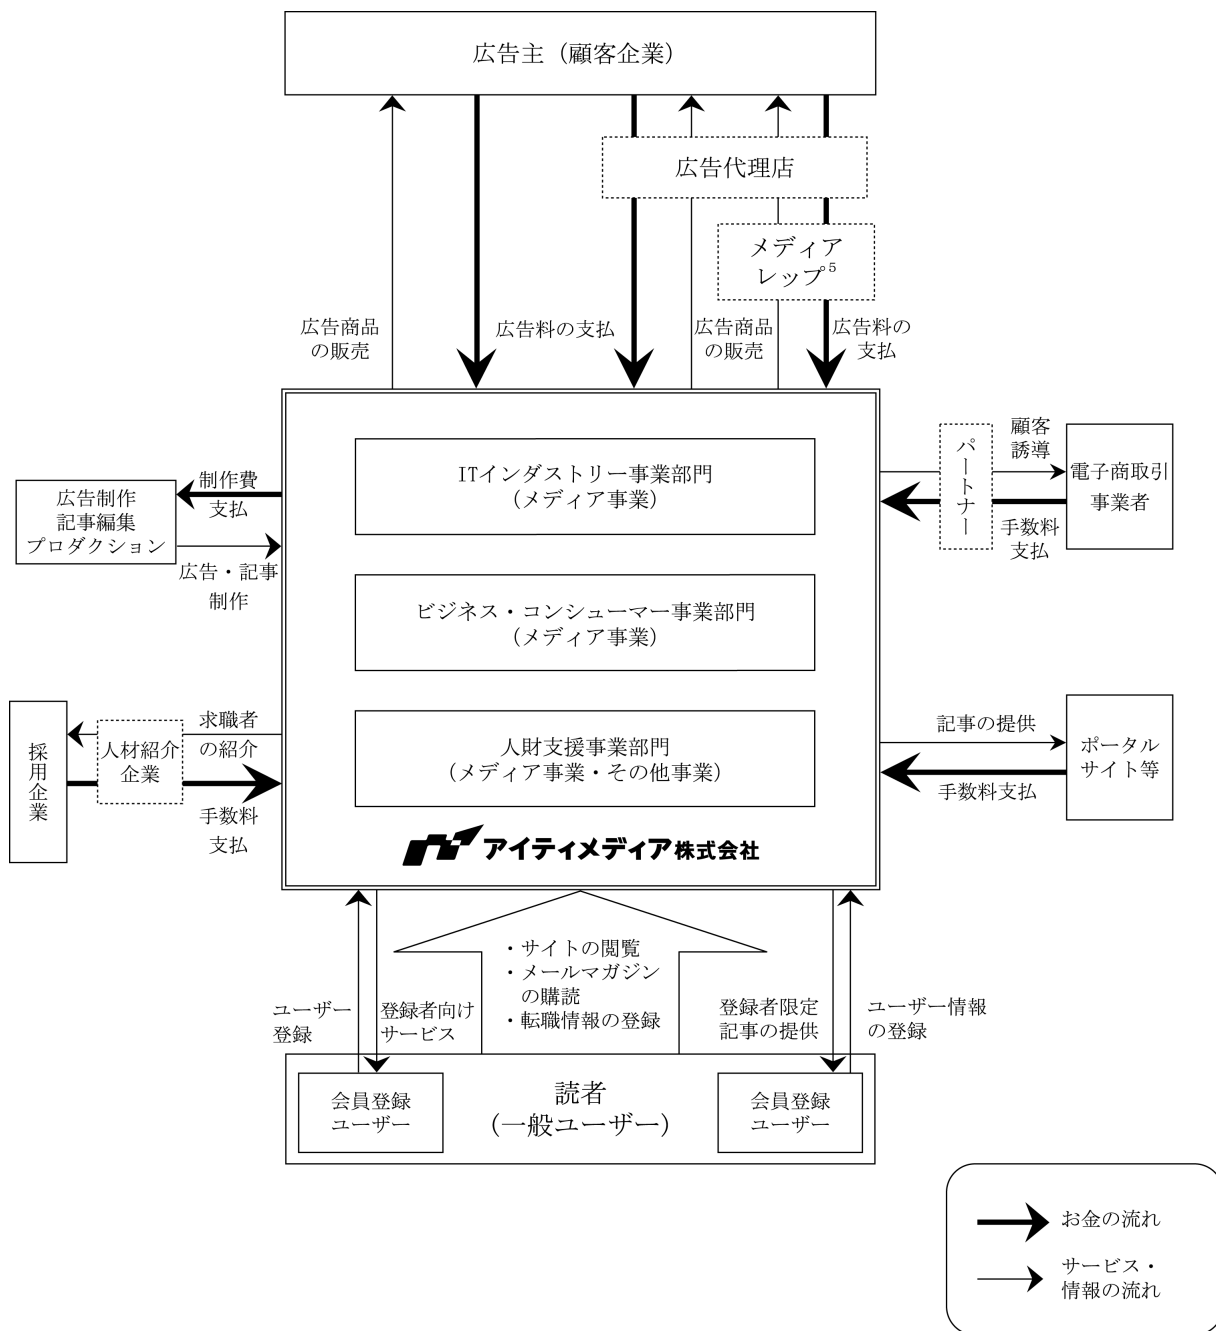 広告主（顧客企業）
広告代理店
メディア
レップ5
広告商品
の販売
広告料の支払
広告商品
の販売
広告料の
支払
ITインダストリー事業部門
（メディア事業）
ビジネス・コンシューマー事業部門
（メディア事業）
人財支援事業部門
（メディア事業・その他事業）
アイティメディア株式会社
制作費
支払
広告制作
記事編集
プロダクション
広告・記事
制作
採用企業
人材紹介
企業
求職者
の紹介
手数料
支払
パートナー
顧客
誘導
電子商取引
事業者
手数料
支払
記事の提供
ポータル
サイト等
手数料支払
・サイトの閲覧
・メールマガジン
の購読
・転職情報の登録
ユーザー
登録
登録者向け
サービス
登録者限定
記事の提供
ユーザー情報
の登録
会員登録
ユーザー
読者
（一般ユーザー）
会員登録
ユーザー
お金の流れ
サービス・
情報の流れ